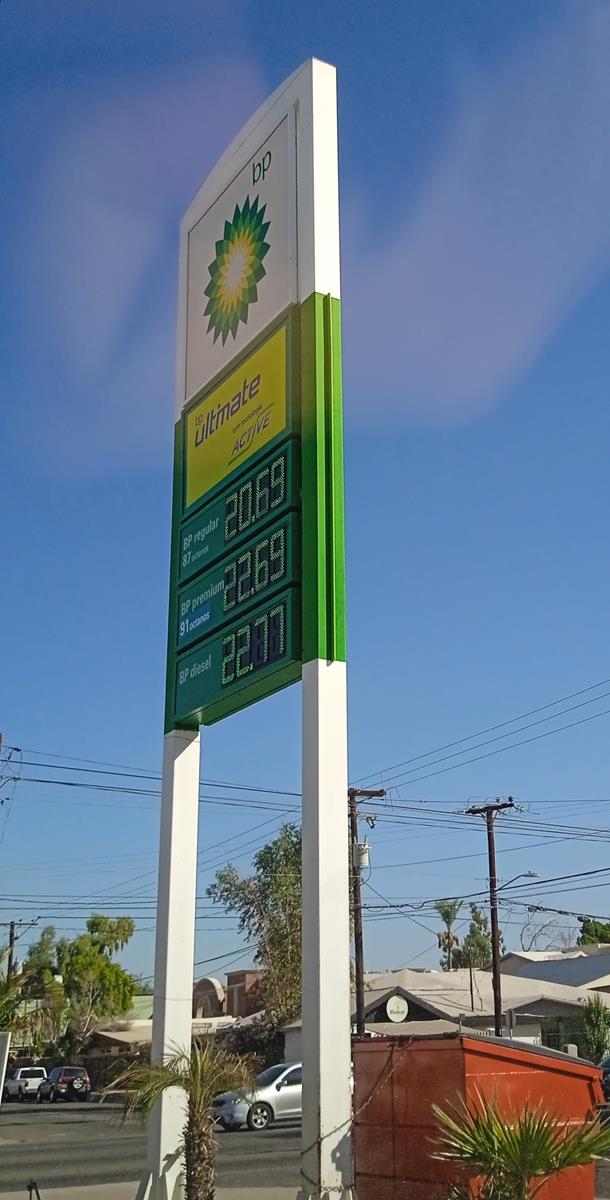 bp
bp
ultimate
con tecnología
ACTIVE
BP regular 20.69
87 octanos
BP premium 22.69
91 octanos
BP diesel 22.77